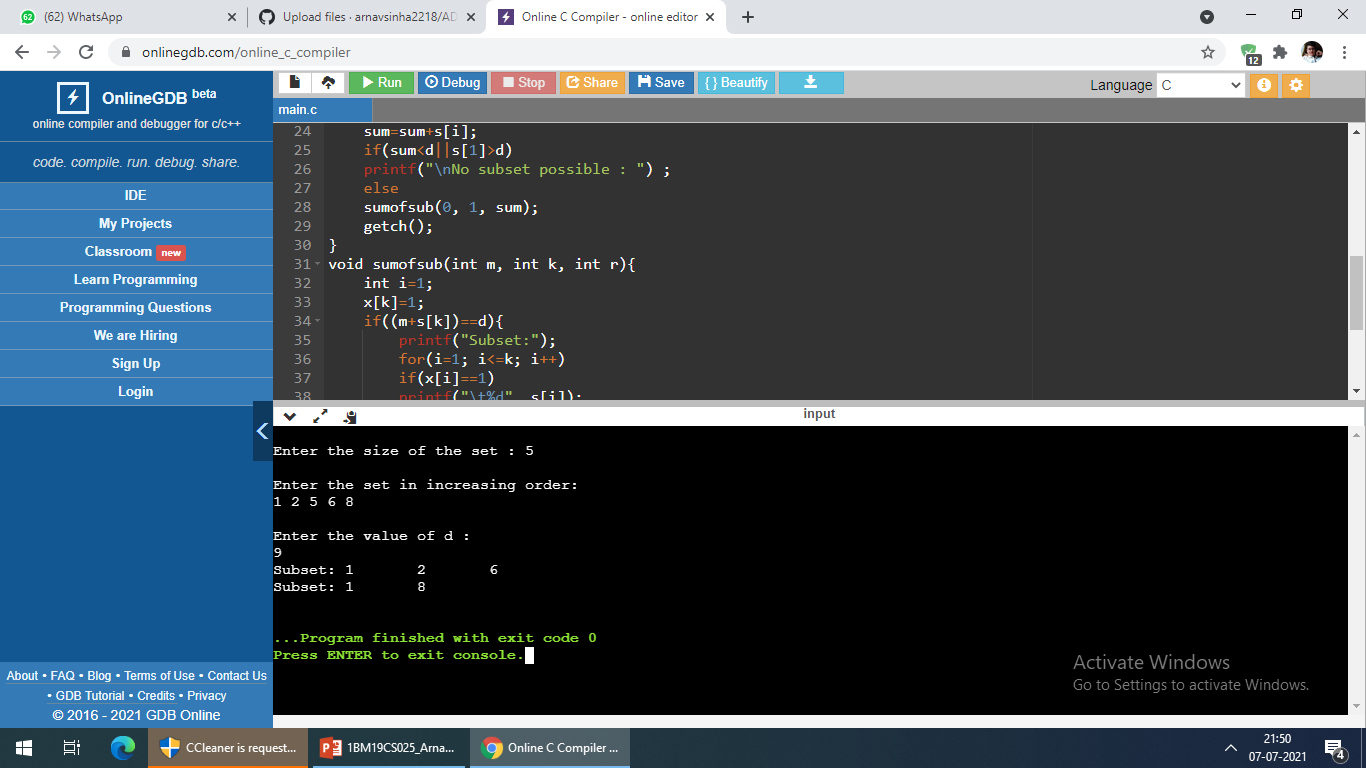 (62) WhatsApp
Upload files · arnavsinha2218/AD
Online C Compiler - online editor
onlinegdb.com/online_c_compiler
12
OnlineGDB beta
online compiler and debugger for c/c++
code. compile. run. debug. share.
IDE
My Projects
Classroom new
Learn Programming
Programming Questions
We are Hiring
Sign Up
Login
About • FAQ • Blog • Terms of Use • Contact Us
• GDB Tutorial • Credits • Privacy
© 2016 - 2021 GDB Online
Run Debug Stop Share Save { } Beautify
Language C
main.c
24 sum=sum+s[i];
25 if(sum<d||s[1]>d)
26 printf("\nNo subset possible : ") ;
27 else
28 sumofsub(0, 1, sum);
29 getch();
30 }
31 void sumofsub(int m, int k, int r){
32 int i=1;
33 x[k]=1;
34 if((m+s[k])==d){
35 printf("Subset:");
36 for(i=1; i<=k; i++)
37 if(x[i]==1)
38 printf("\t%d", s[i]);
input
Enter the size of the set : 5
Enter the set in increasing order:
1 2 5 6 8
Enter the value of d :
9
Subset: 1 2 6
Subset: 1 8
...Program finished with exit code 0
Press ENTER to exit console.
Activate Windows
Go to Settings to activate Windows.
CCleaner is request...
1BM19CS025_Arna...
Online C Compiler ...
21:50
07-07-2021
4